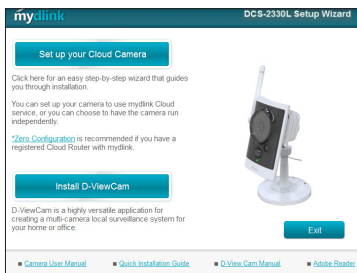 mydlink
DCS-2330L Setup Wizard
Set up your Cloud Camera
Click here for an easy step-by-step wizard that guides
you through installation.
You can set up your camera to use mydlink Cloud
service, or you can choose to have the camera run
independently.
*Zero Configuration is recommended if you have a
registered Cloud Router with mydlink.
Install D-ViewCam
D-ViewCam is a highly versatile application for
creating a multi-camera local surveillance system for
your home or office.
Exit
Camera User Manual
Quick Installation Guide
D-View Cam Manual
Adobe Reader